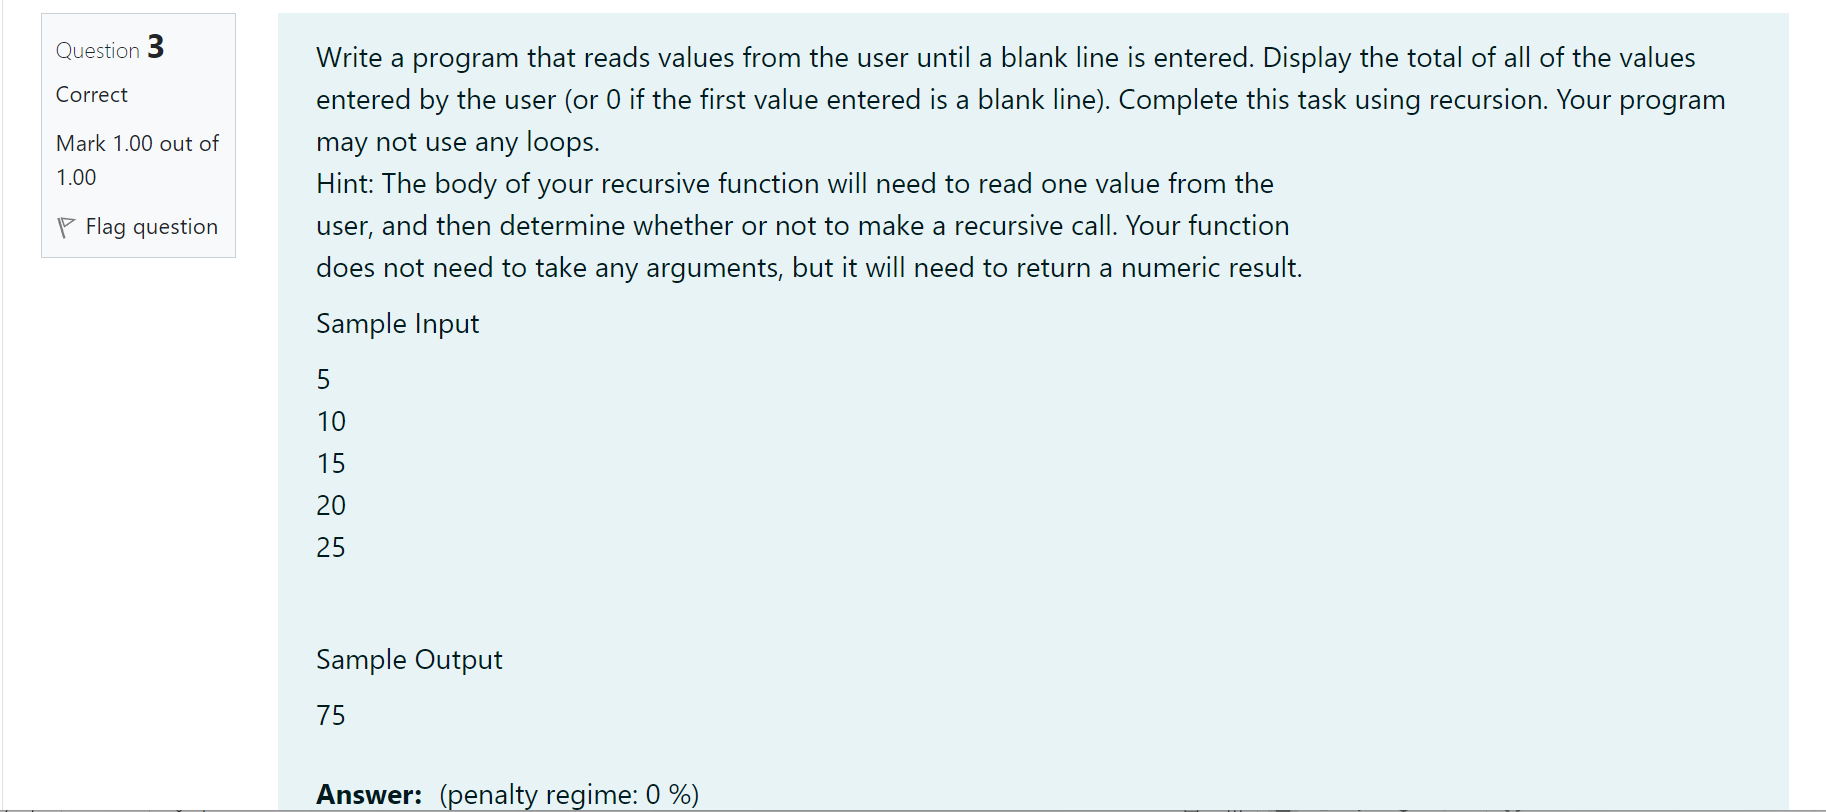 Question 3
Correct
Mark 1.00 out of
1.00
Flag question
Write a program that reads values from the user until a blank line is entered. Display the total of all of the values
entered by the user (or 0 if the first value entered is a blank line). Complete this task using recursion. Your program
may not use any loops.
Hint: The body of your recursive function will need to read one value from the
user, and then determine whether or not to make a recursive call. Your function
does not need to take any arguments, but it will need to return a numeric result.
Sample Input
5
10
15
20
25
Sample Output
75
Answer: (penalty regime: 0 %)